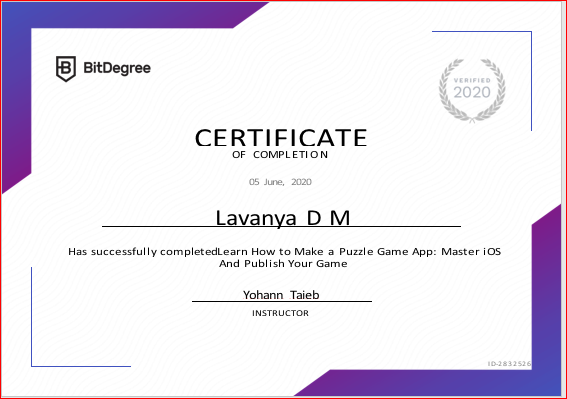 BitDegree
VERIFIED
2020
CERTIFICATE
OF COMPLETION
05 June, 2020
Lavanya D M
Has successfully completedLearn How to Make a Puzzle Game App: Master iOS
And Publish Your Game
Yohann Taieb
INSTRUCTOR
ID-2832526